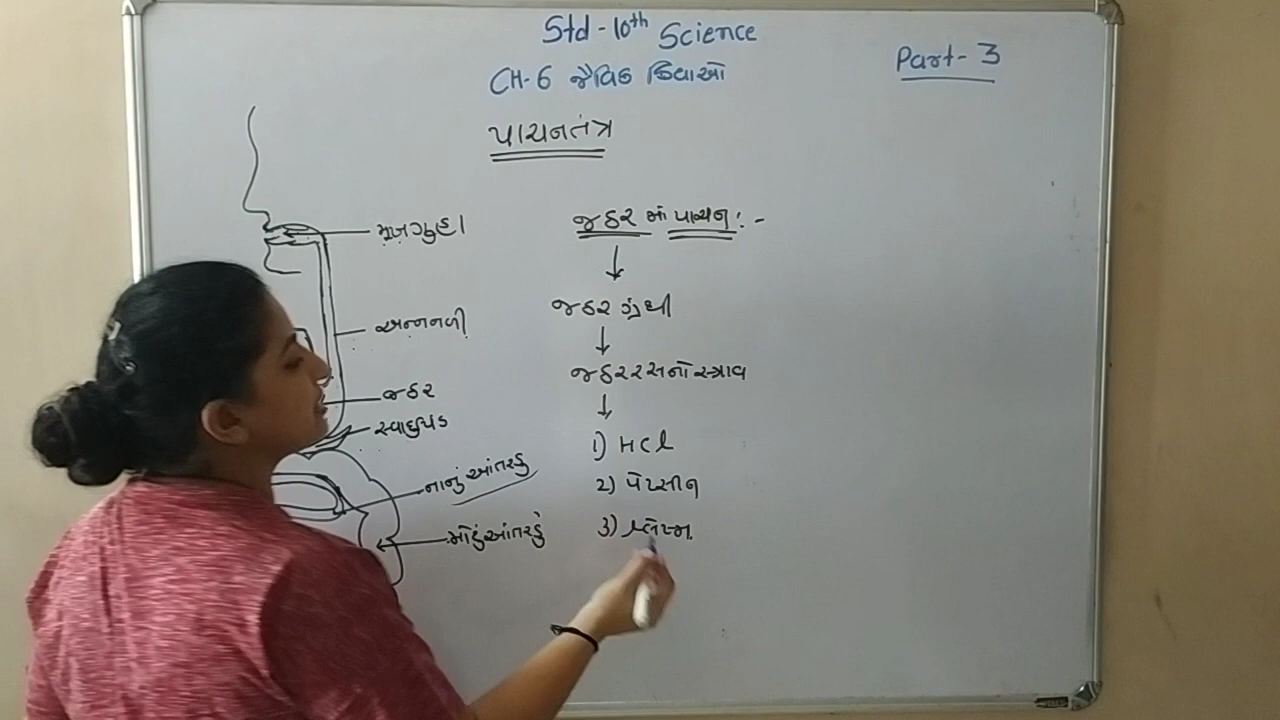 Std - 10th Science
CH-6 જૈવિક ક્રિયાઓ
Part - 3
પાચનતંત્ર
મુખગુહા
અન્નનળી
જઠર
સ્વાદુપિંડ
નાનું આંતરડું
મોટું આંતરડું
જઠર માં પાચન : -
જઠર ગ્રંથી
જઠરરસનો સ્ત્રાવ
1) HCl
2) પેપ્સીન
3) શ્લેષ્મ